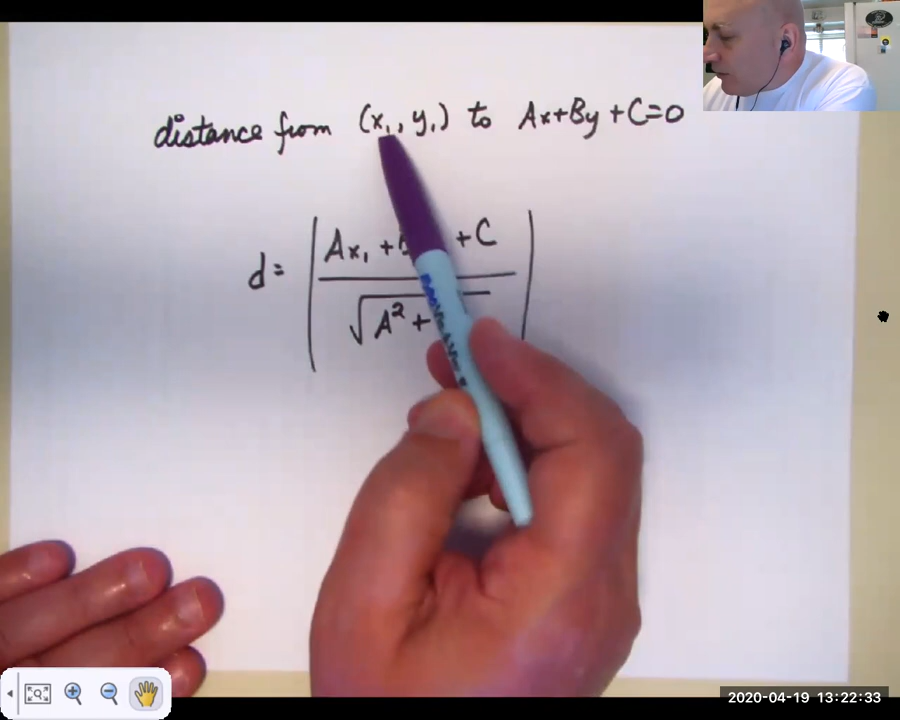 distance from (x₁, y₁) to Ax+By+C=0
d= | Ax₁ + +C |
√A² +
2020-04-19 13:22:33